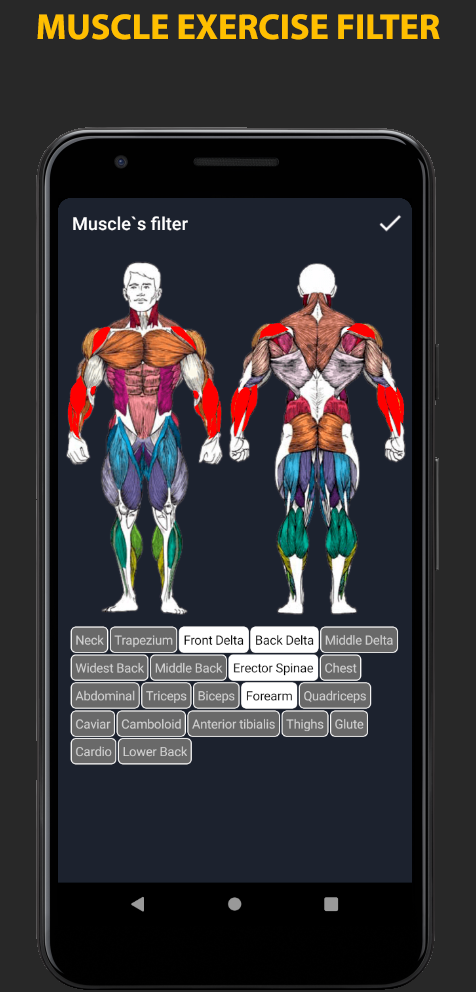 MUSCLE EXERCISE FILTER
Muscle`s filter
Neck Trapezium Front Delta Back Delta Middle Delta
Widest Back Middle Back Erector Spinae Chest
Abdominal Triceps Biceps Forearm Quadriceps
Caviar Camboloid Anterior tibialis Thighs Glute
Cardio Lower Back